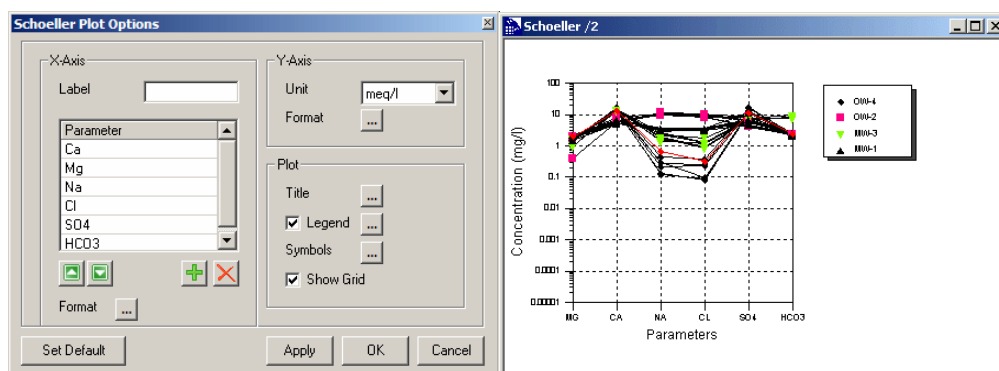 Schoeller Plot Options
X-Axis
Label
Parameter
Ca
Mg
Na
Cl
SO4
HCO3
Format
...
Y-Axis
Unit
meq/l
Format
...
Plot
Title
...
Legend
...
Symbols
...
Show Grid
Set Default
Apply
OK
Cancel
Schoeller /2
Concentration (mg/l)
100
10
1
0.1
0.01
0.001
0.0001
0.00001
MG CA NA CL SO4 HCO3
Parameters
OW-4
OW-2
MW-3
MW-1